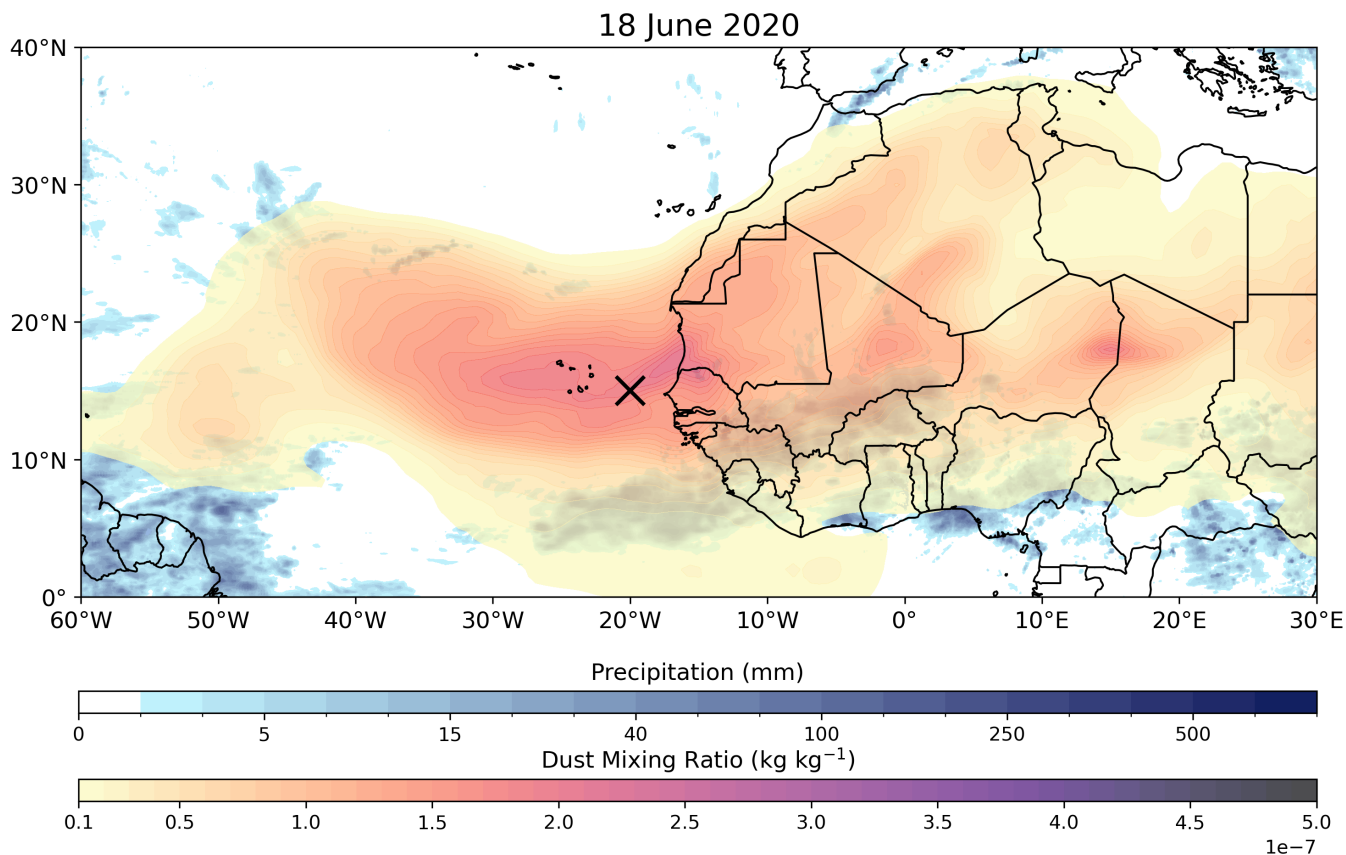 18 June 2020
40°N
30°N
20°N
10°N
0°
60°W 50°W 40°W 30°W 20°W 10°W 0° 10°E 20°E 30°E
Precipitation (mm)
0 5 15 40 100 250 500
Dust Mixing Ratio (kg kg⁻¹)
0.1 0.5 1.0 1.5 2.0 2.5 3.0 3.5 4.0 4.5 5.0
1e−7